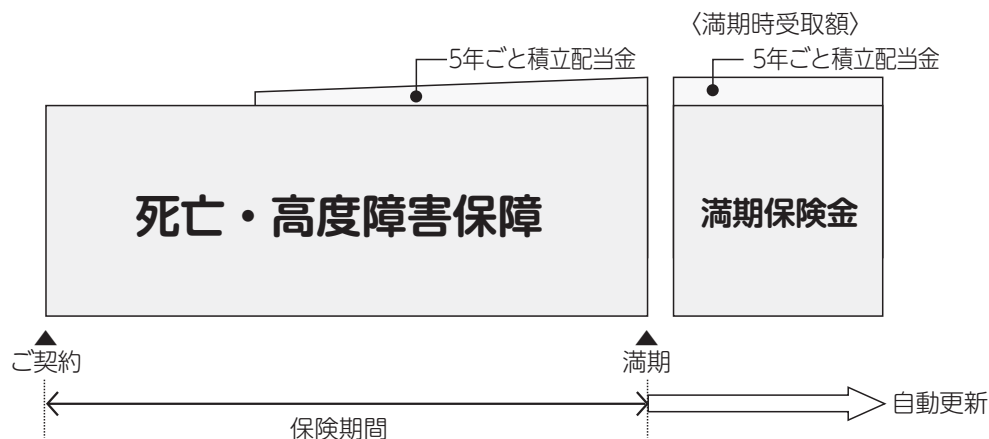 〈満期時受取額〉
5年ごと積立配当金
5年ごと積立配当金
死亡・高度障害保障
満期保険金
ご契約
満期
自動更新
保険期間